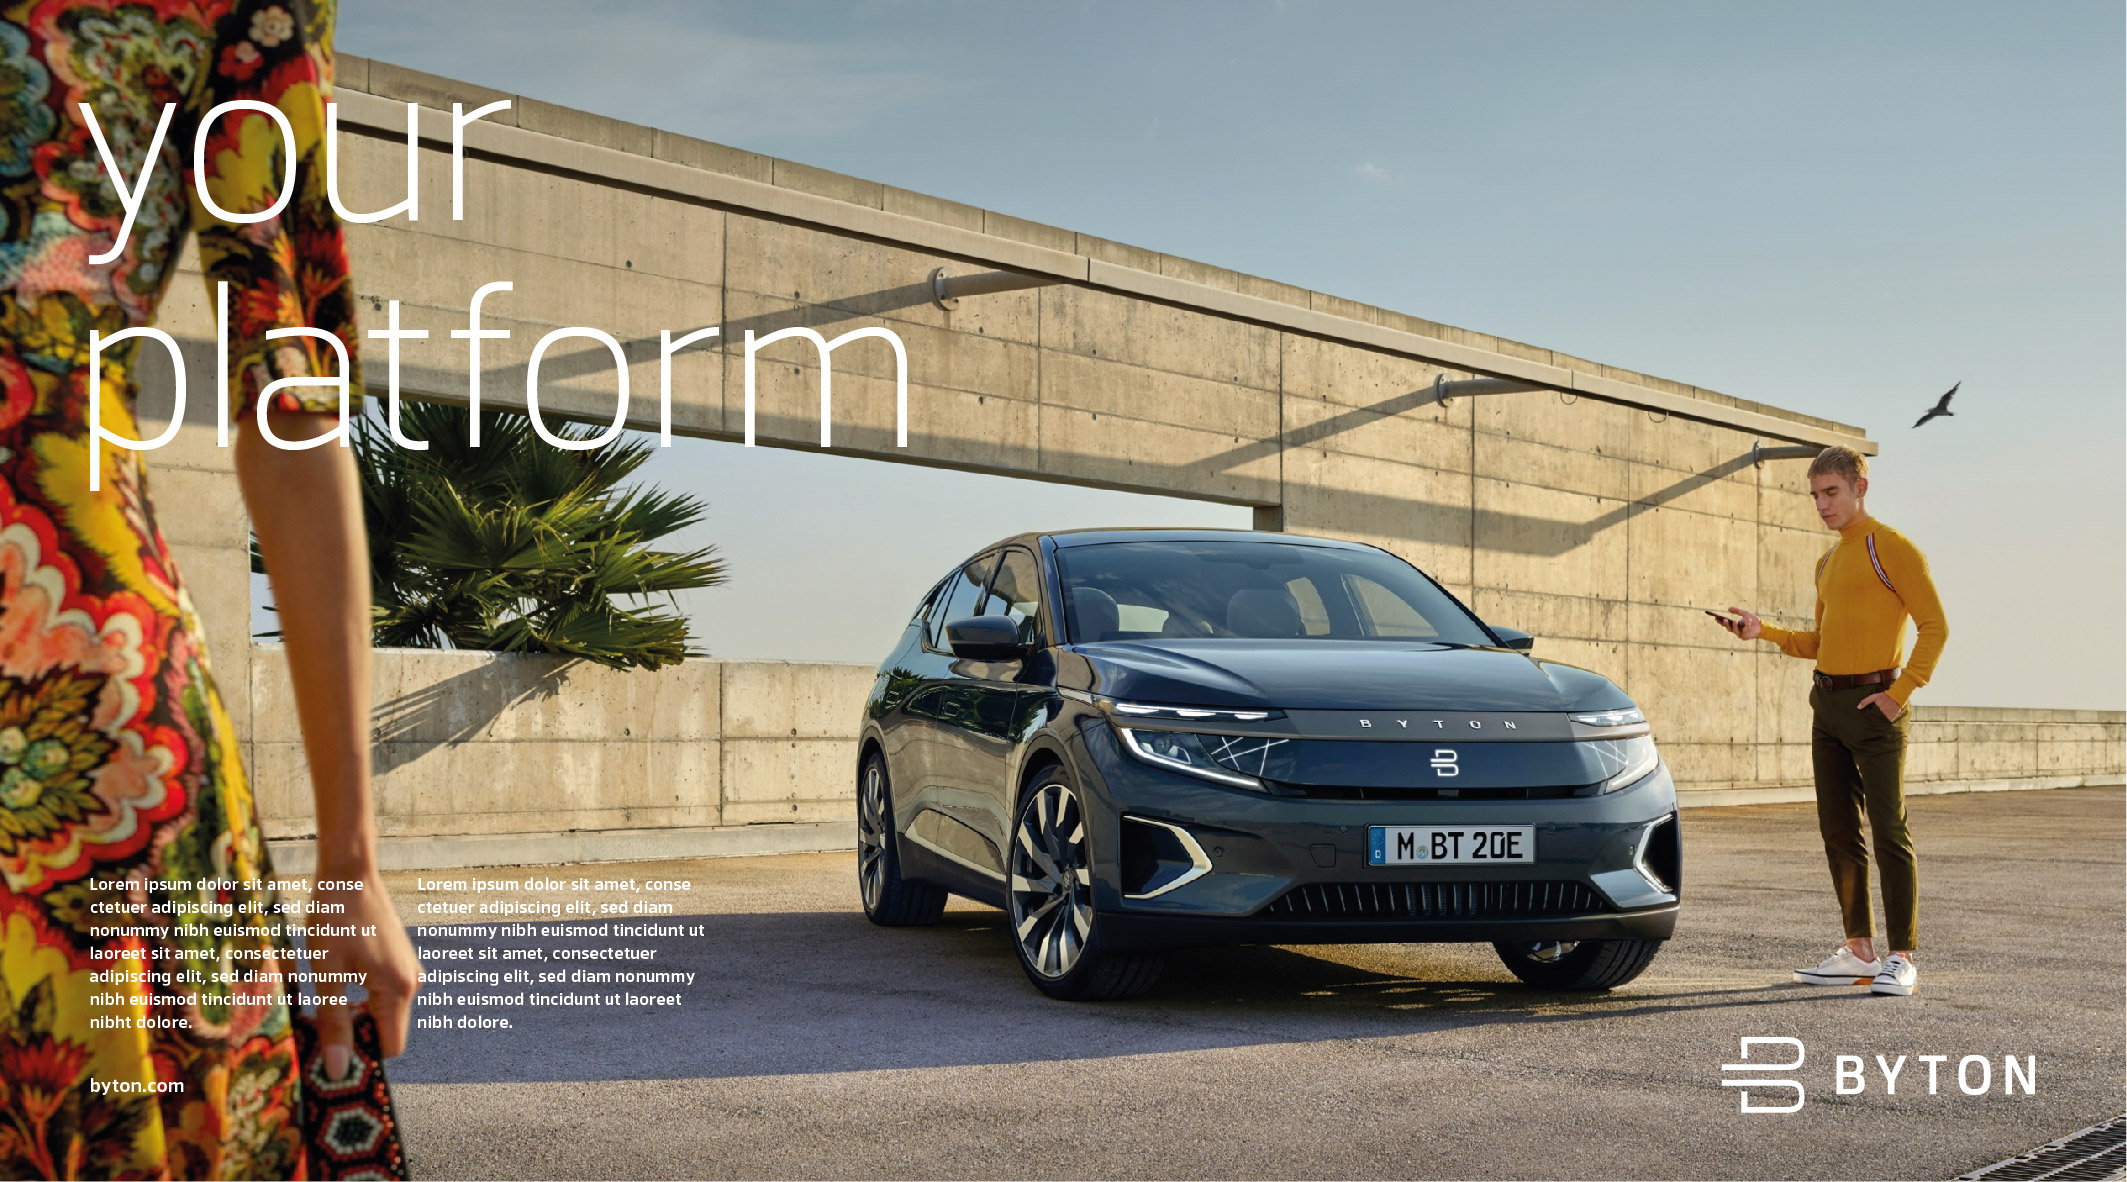 your
platform
BYTON
M BT 20E
D
Lorem ipsum dolor sit amet, conse
ctetuer adipiscing elit, sed diam
nonummy nibh euismod tincidunt ut
laoreet sit amet, consectetuer
adipiscing elit, sed diam nonummy
nibh euismod tincidunt ut laoree
nibht dolore.
Lorem ipsum dolor sit amet, conse
ctetuer adipiscing elit, sed diam
nonummy nibh euismod tincidunt ut
laoreet sit amet, consectetuer
adipiscing elit, sed diam nonummy
nibh euismod tincidunt ut laoreet
nibh dolore.
byton.com
BYTON